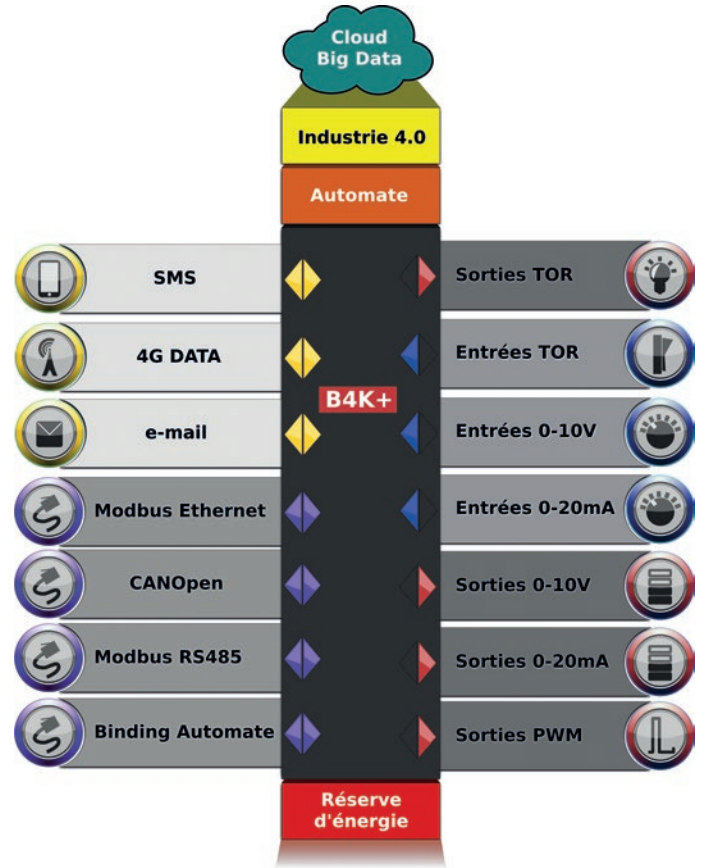 Cloud
Big Data
Industrie 4.0
Automate
SMS
Sorties TOR
4G DATA
Entrées TOR
B4K+
e-mail
Entrées 0-10V
Modbus Ethernet
Entrées 0-20mA
CANOpen
Sorties 0-10V
Modbus RS485
Sorties 0-20mA
Binding Automate
Sorties PWM
Réserve
d'énergie